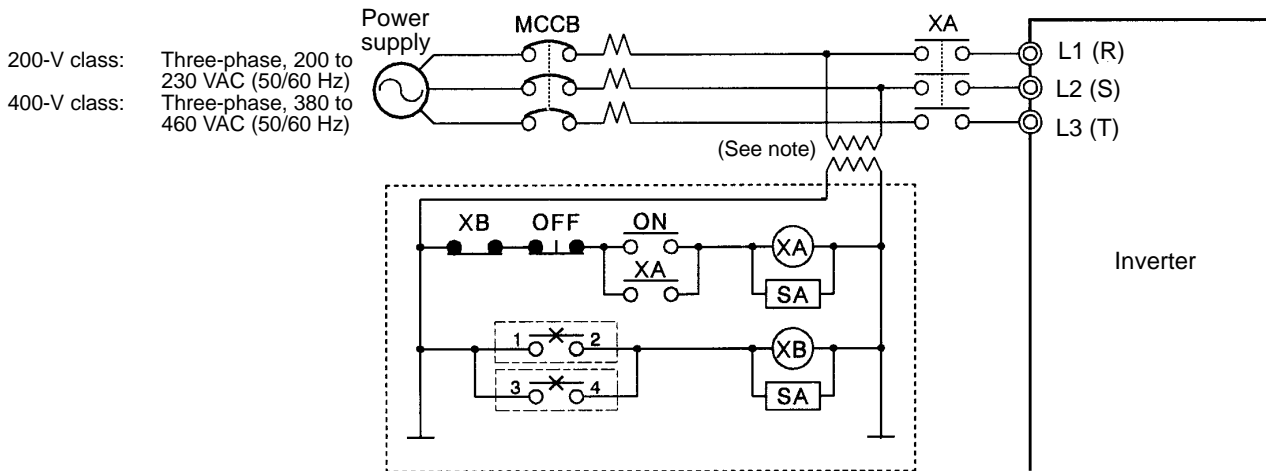 Power
supply
MCCB
XA
200-V class: Three-phase, 200 to
230 VAC (50/60 Hz)
400-V class: Three-phase, 380 to
460 VAC (50/60 Hz)
L1 (R)
L2 (S)
L3 (T)
(See note)
XB OFF ON XA
XA SA
Inverter
1 2 XB
3 4 SA